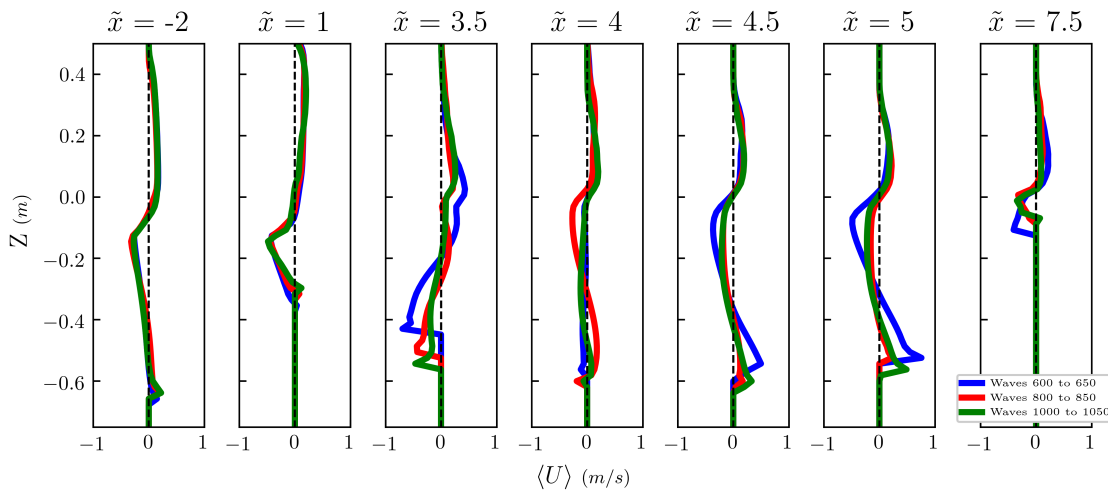 x̃ = -2 x̃ = 1 x̃ = 3.5 x̃ = 4 x̃ = 4.5 x̃ = 5 x̃ = 7.5
0.4
0.2
0.0
−0.2
−0.4
−0.6
Z (m)
Waves 600 to 650
Waves 800 to 850
Waves 1000 to 1050
−1 0 1 −1 0 1 −1 0 1 −1 0 1 −1 0 1 −1 0 1 −1 0 1
⟨U⟩ (m/s)